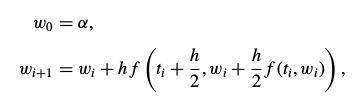 w₀ = α,
wᵢ₊₁ = wᵢ + hf(tᵢ + h/2, wᵢ + h/2 f(tᵢ, wᵢ)),